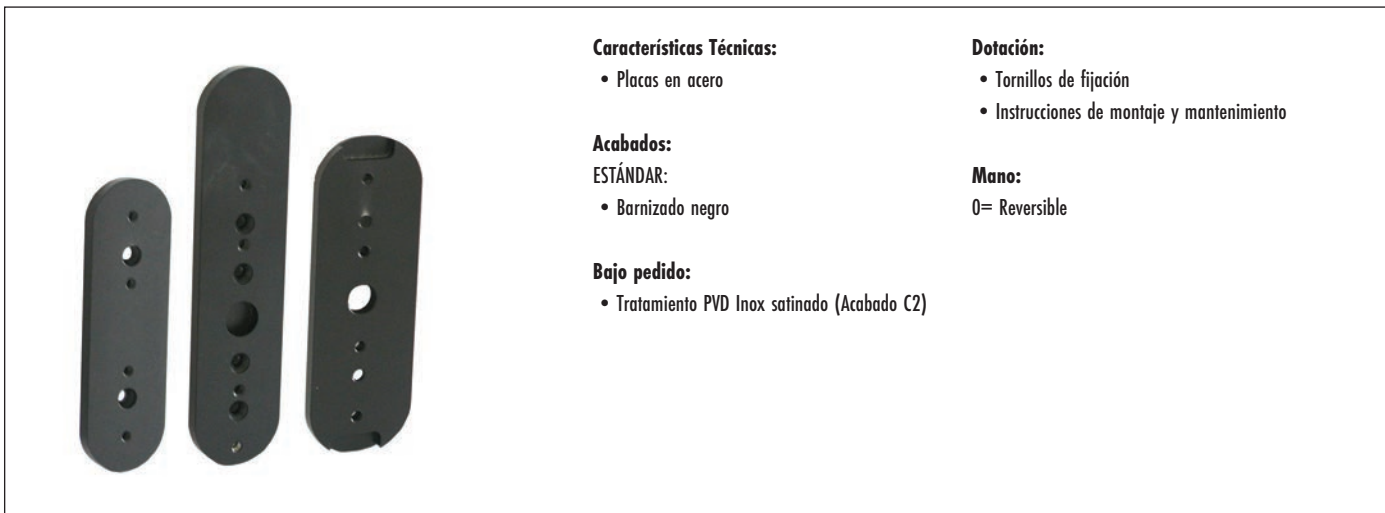 Características Técnicas:
• Placas en acero
Acabados:
ESTÁNDAR:
• Barnizado negro
Bajo pedido:
• Tratamiento PVD Inox satinado (Acabado C2)
Dotación:
• Tornillos de fijación
• Instrucciones de montaje y mantenimiento
Mano:
0= Reversible